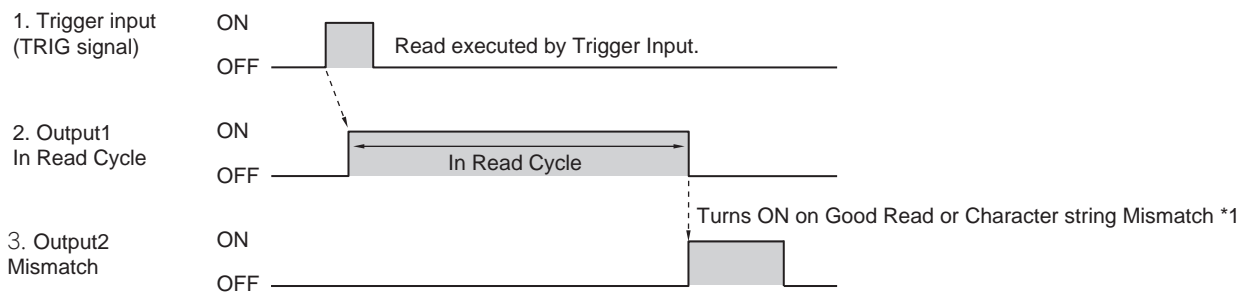 1. Trigger input
(TRIG signal)
ON
OFF
Read executed by Trigger Input.
2. Output1
In Read Cycle
ON
OFF
In Read Cycle
Turns ON on Good Read or Character string Mismatch *1
3. Output2
Mismatch
ON
OFF